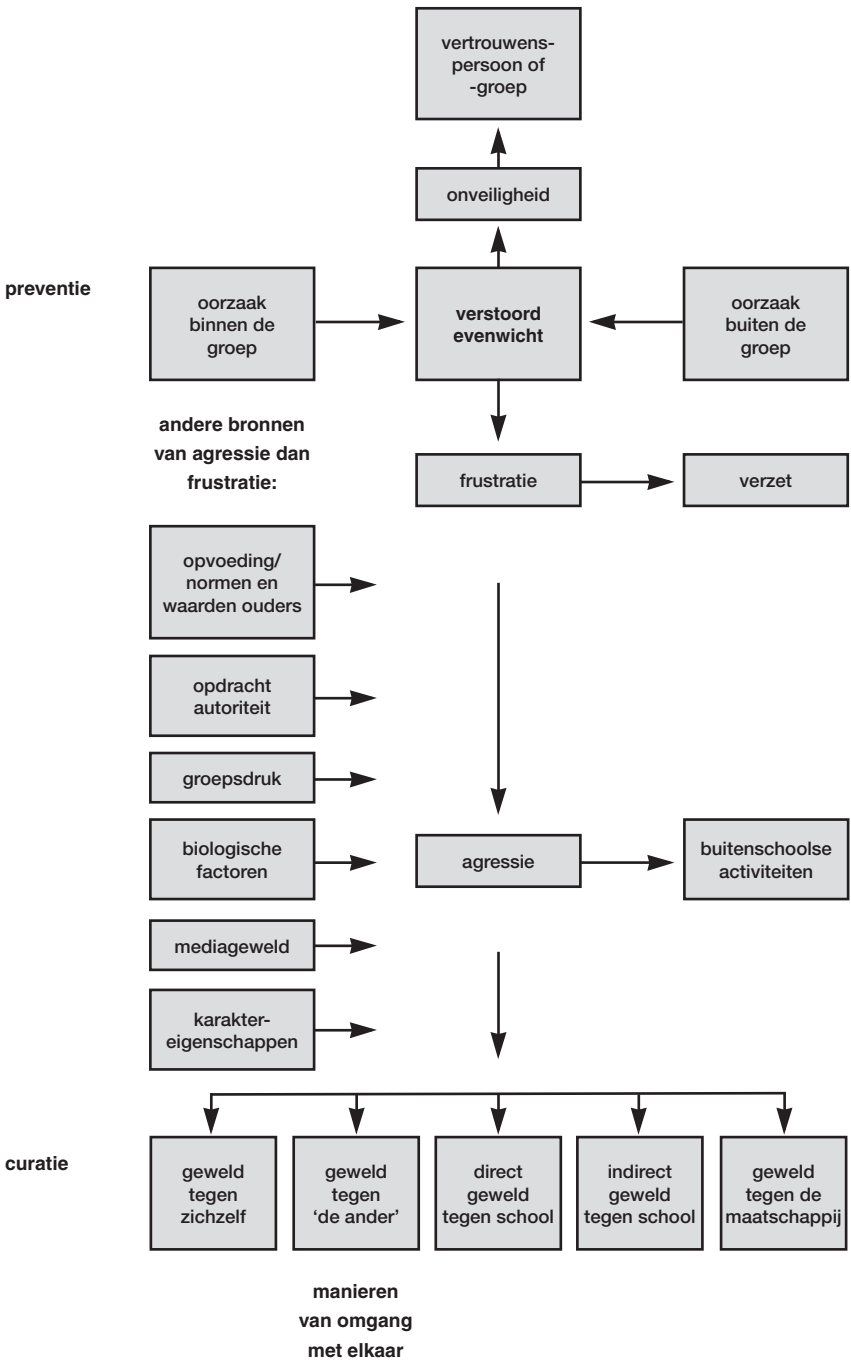 vertrouwens-
persoon of
-groep
onveiligheid
preventie
oorzaak
binnen de
groep
verstoord
evenwicht
oorzaak
buiten de
groep
andere bronnen
van agressie dan
frustratie:
frustratie
verzet
opvoeding/
normen en
waarden ouders
opdracht
autoriteit
groepsdruk
biologische
factoren
agressie
buitenschoolse
activiteiten
mediageweld
karakter-
eigenschappen
curatie
geweld
tegen
zichzelf
geweld
tegen
‘de ander’
direct
geweld
tegen school
indirect
geweld
tegen school
geweld
tegen de
maatschappij
manieren
van omgang
met elkaar